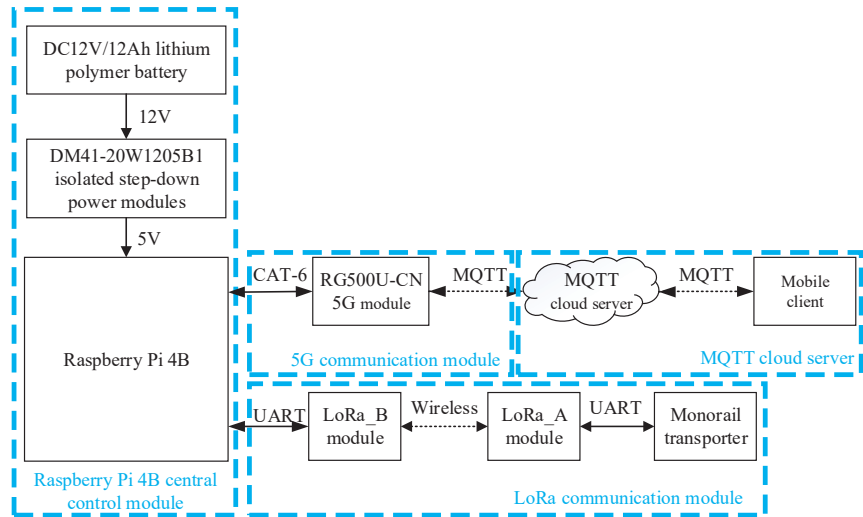 DC12V/12Ah lithium
polymer battery
12V
DM41-20W1205B1
isolated step-down
power modules
5V
Raspberry Pi 4B
Raspberry Pi 4B central
control module
CAT-6
RG500U-CN
5G module
MQTT
5G communication module
MQTT
cloud server
MQTT
Mobile
client
MQTT cloud server
UART
LoRa_B
module
Wireless
LoRa_A
module
UART
Monorail
transporter
LoRa communication module